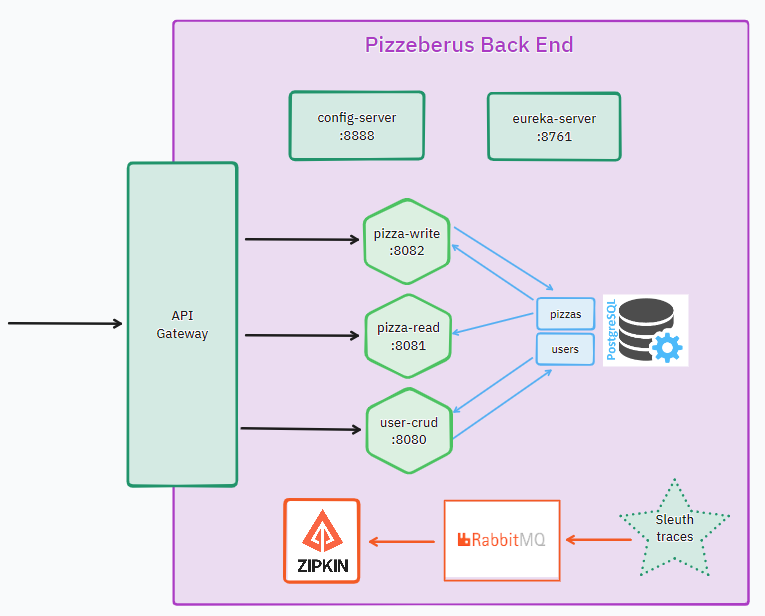 Pizzeberus Back End
config-server
:8888
eureka-server
:8761
API
Gateway
pizza-write
:8082
pizza-read
:8081
user-crud
:8080
pizzas
users
PostgreSQL
ZIPKIN
RabbitMQ
Sleuth
traces